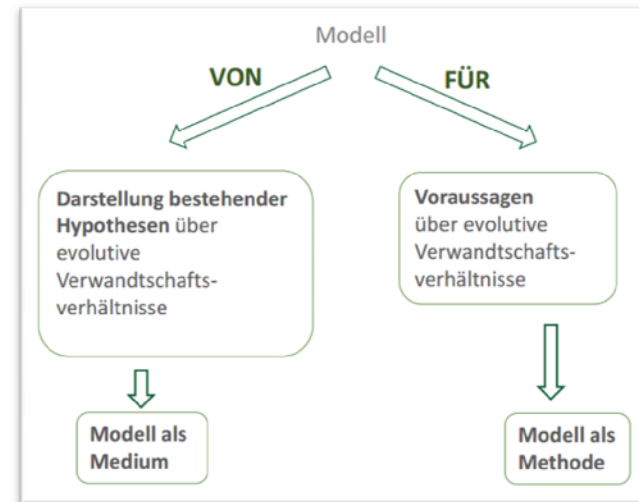 Modell
VON
FÜR
Darstellung bestehender
Hypothesen über
evolutive
Verwandtschafts-
verhältnisse
Voraussagen
über evolutive
Verwandtschafts-
verhältnisse
Modell als
Medium
Modell als
Methode